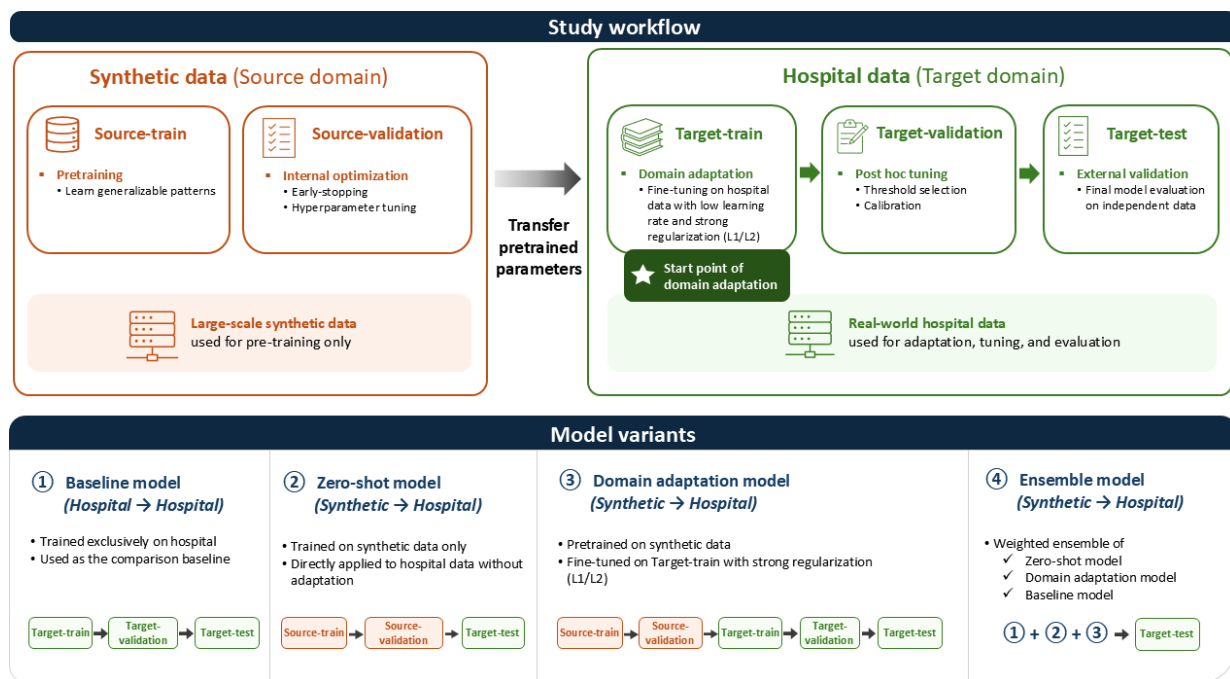 Study workflow
Synthetic data (Source domain)
Source-train
▪ Pretraining
• Learn generalizable patterns
Source-validation
▪ Internal optimization
• Early-stopping
• Hyperparameter tuning
Large-scale synthetic data
used for pre-training only
Transfer
pretrained
parameters
Hospital data (Target domain)
Target-train
▪ Domain adaptation
• Fine-tuning on hospital
data with low learning
rate and strong
regularization (L1/L2)
Start point of
domain adaptation
Target-validation
▪ Post hoc tuning
• Threshold selection
• Calibration
Target-test
▪ External validation
• Final model evaluation
on independent data
Real-world hospital data
used for adaptation, tuning, and evaluation
Model variants
① Baseline model
(Hospital → Hospital)
• Trained exclusively on hospital
• Used as the comparison baseline
Target-train
Target-
validation
Target-test
② Zero-shot model
(Synthetic → Hospital)
• Trained on synthetic data only
• Directly applied to hospital data without
adaptation
Source-train
Source-
validation
Target-test
③ Domain adaptation model
(Synthetic → Hospital)
• Pretrained on synthetic data
• Fine-tuned on Target-train with strong regularization
(L1/L2)
Source-train
Source-
validation
Target-train
Target-
validation
Target-test
④ Ensemble model
(Synthetic → Hospital)
• Weighted ensemble of
✓ Zero-shot model
✓ Domain adaptation model
✓ Baseline model
① + ② + ③
Target-test